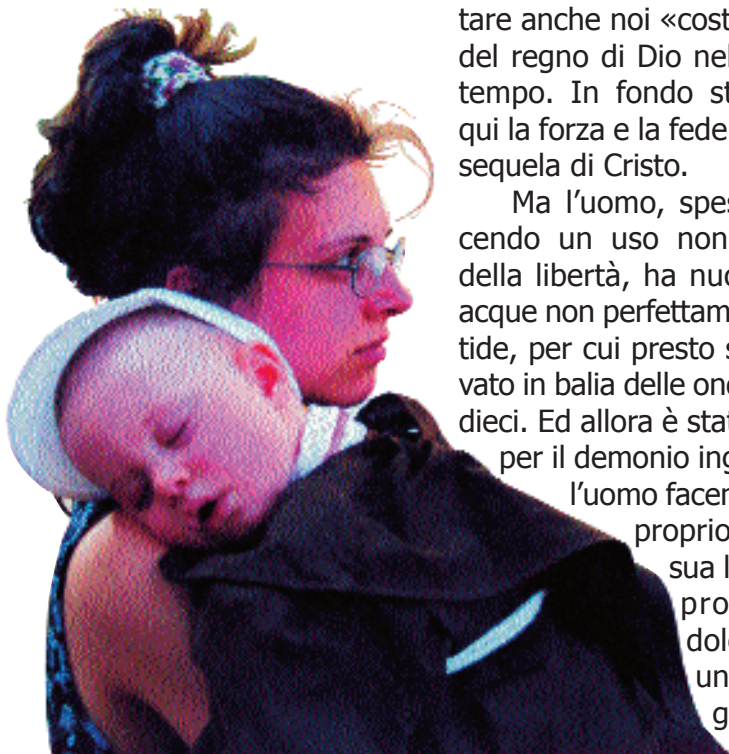 tare anche noi «cost
del regno di Dio nel
tempo. In fondo st
qui la forza e la fede
sequela di Cristo.
Ma l’uomo, spes
cendo un uso non
della libertà, ha nuo
acque non perfettam
tide, per cui presto s
vato in balia delle ond
dieci. Ed allora è stat
per il demonio ing
l’uomo facen
proprio
sua l
pro
dol
un
g